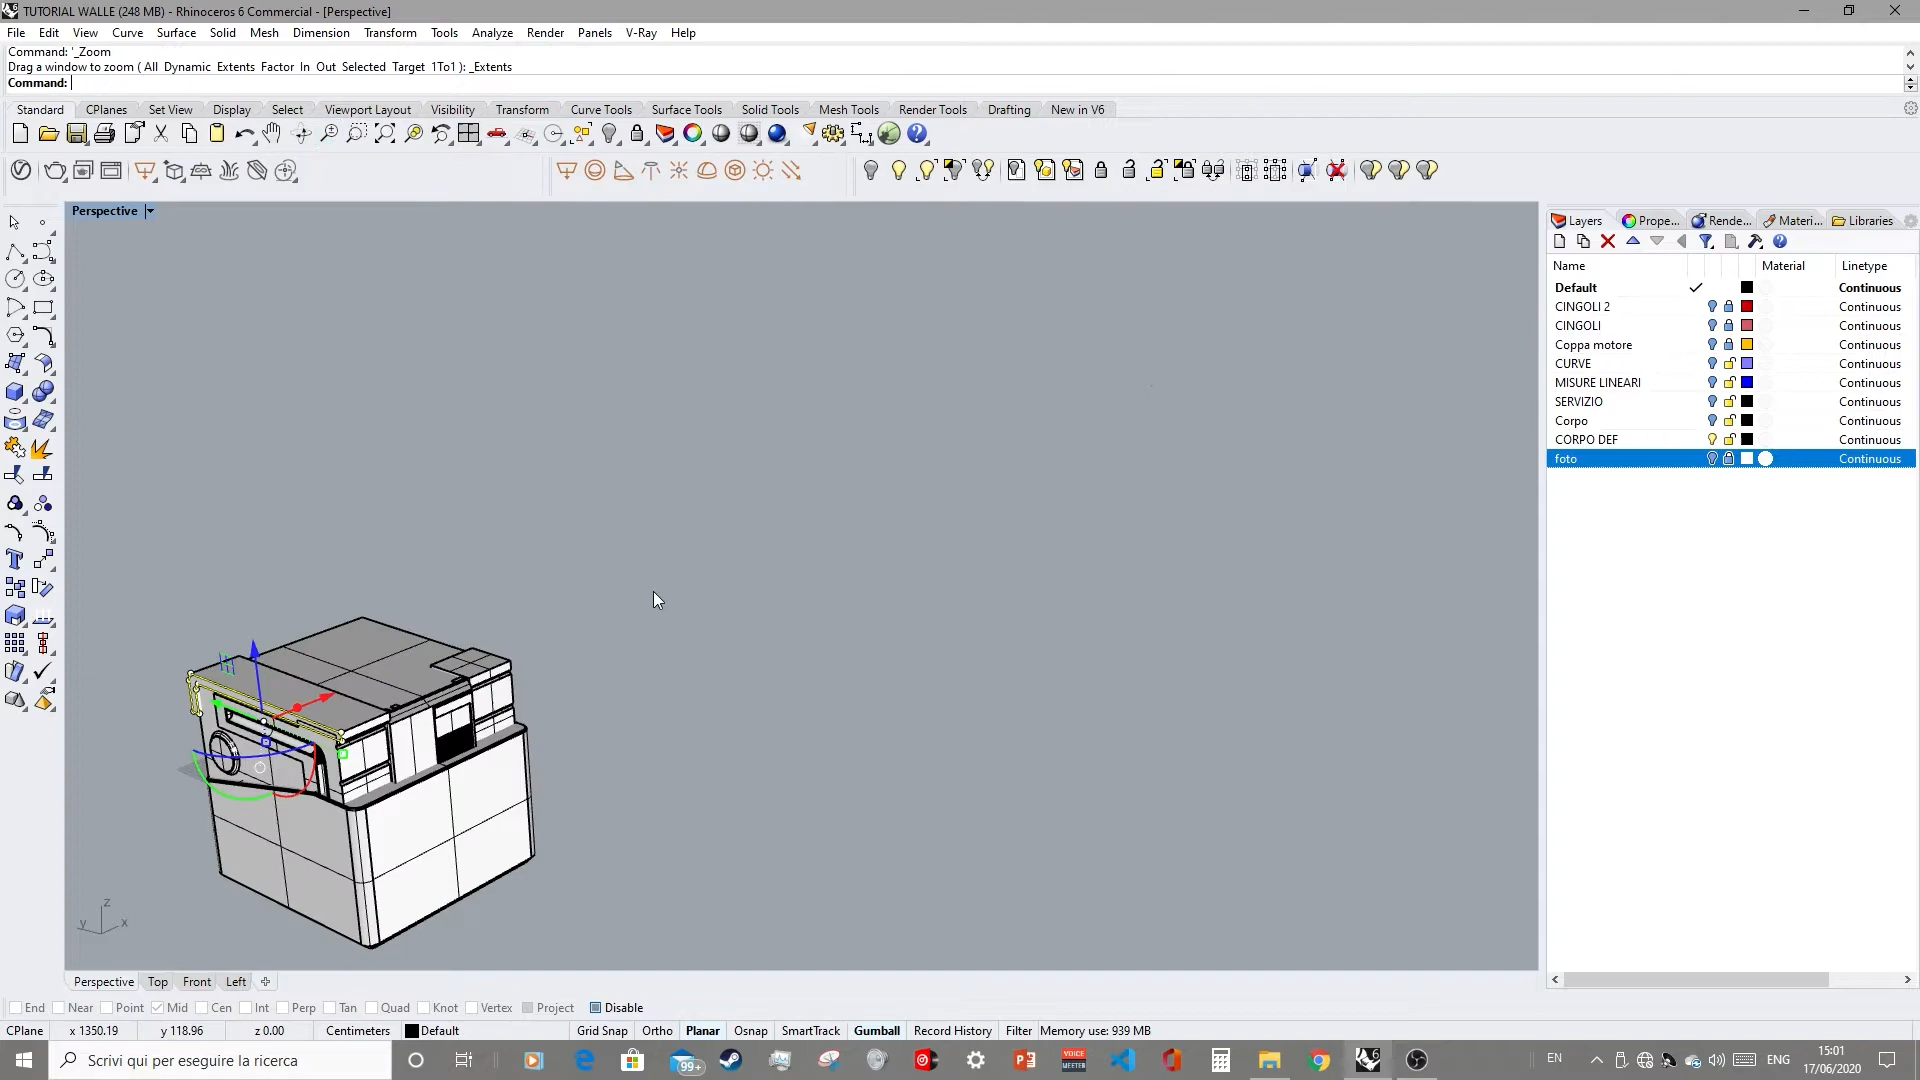 TUTORIAL WALLE (248 MB) - Rhinoceros 6 Commercial - [Perspective]
File Edit View Curve Surface Solid Mesh Dimension Transform Tools Analyze Render Panels V-Ray Help
Command: '_Zoom
Drag a window to zoom ( All Dynamic Extents Factor In Out Selected Target 1To1 ): _Extents
Command:
Standard CPlanes Set View Display Select Viewport Layout Visibility Transform Curve Tools Surface Tools Solid Tools Mesh Tools Render Tools Drafting New in V6
Perspective
Layers Prope... Rende... Materi... Libraries
Name Material Linetype
Default Continuous
CINGOLI 2 Continuous
CINGOLI Continuous
Coppa motore Continuous
CURVE Continuous
MISURE LINEARI Continuous
SERVIZIO Continuous
Corpo Continuous
CORPO DEF Continuous
foto Continuous
z
y x
Perspective Top Front Left
End Near Point Mid Cen Int Perp Tan Quad Knot Vertex Project Disable
CPlane x 1350.19 y 118.96 z 0.00 Centimeters Default Grid Snap Ortho Planar Osnap SmartTrack Gumball Record History Filter Memory use: 939 MB
Scrivi qui per eseguire la ricerca 99+ VOICE MEETER EN ENG 15:01
17/06/2020